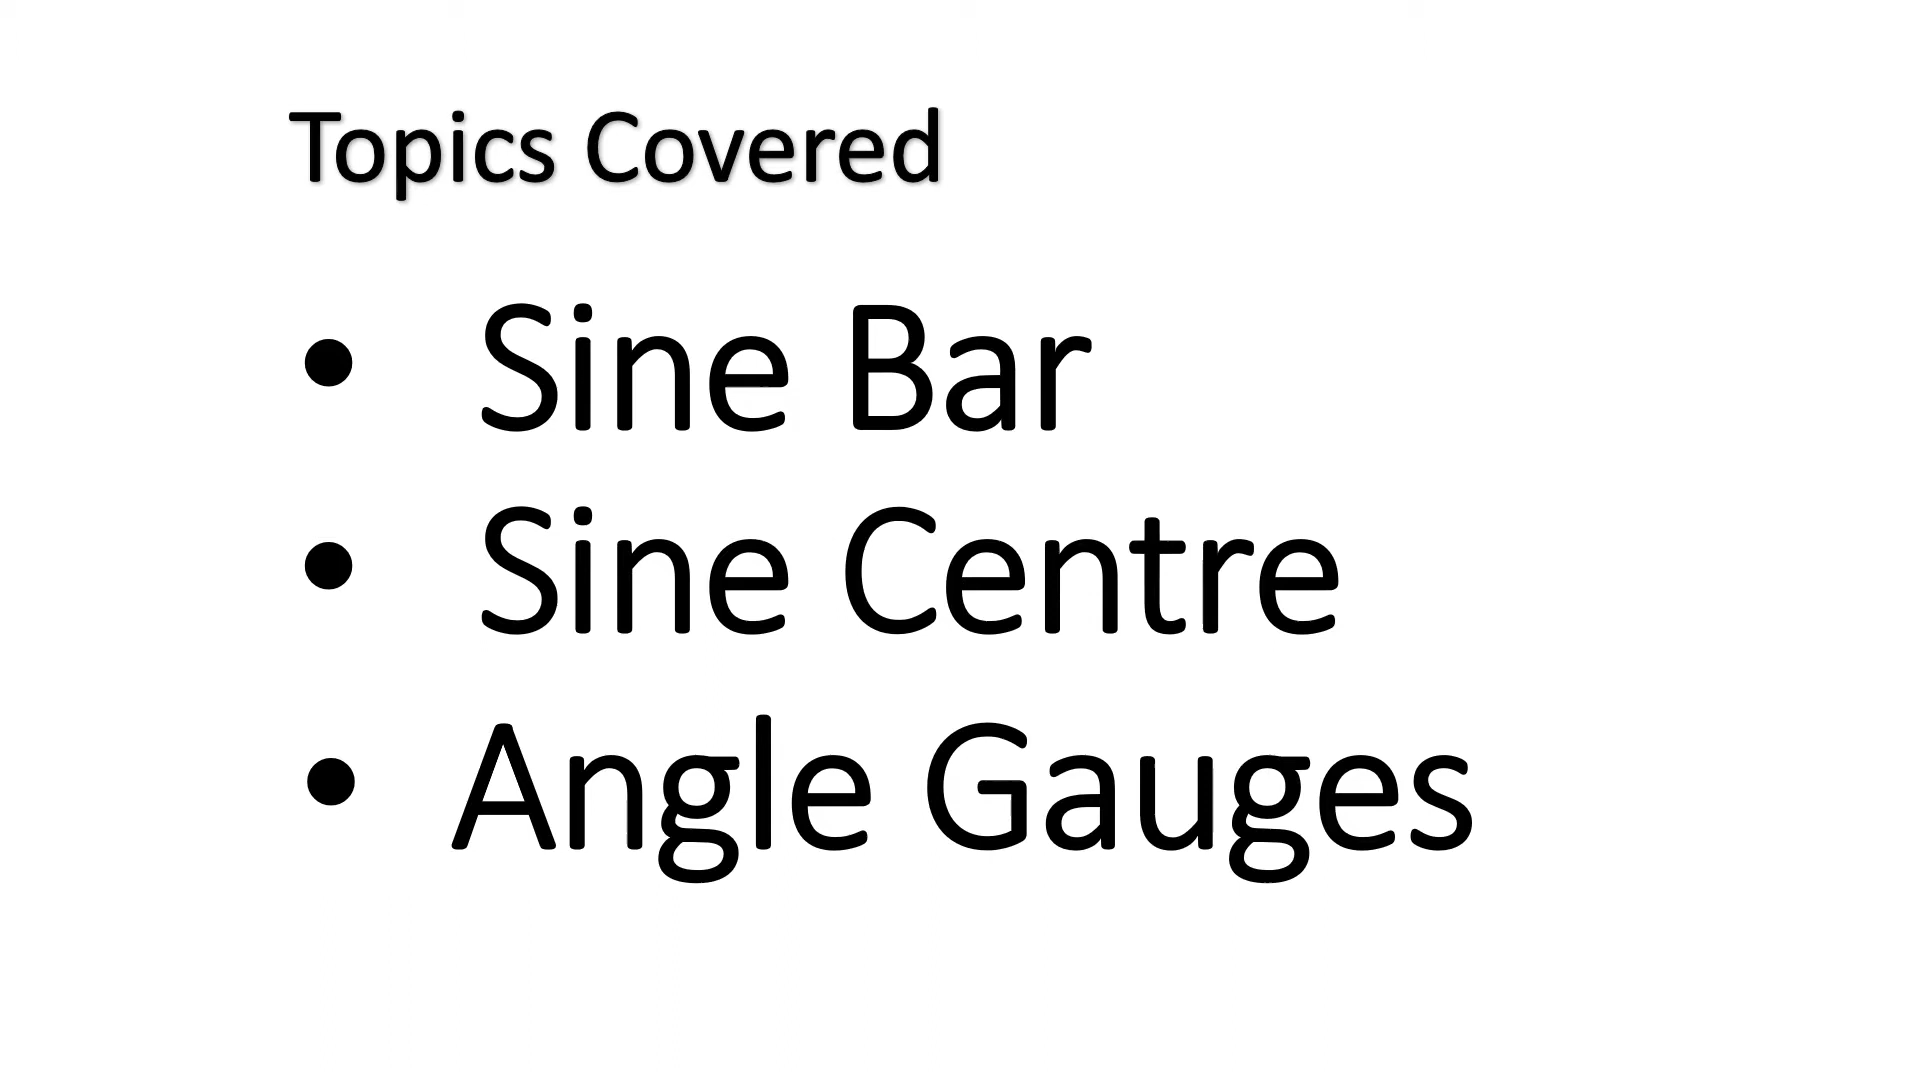 Topics Covered
• Sine Bar
• Sine Centre
• Angle Gauges